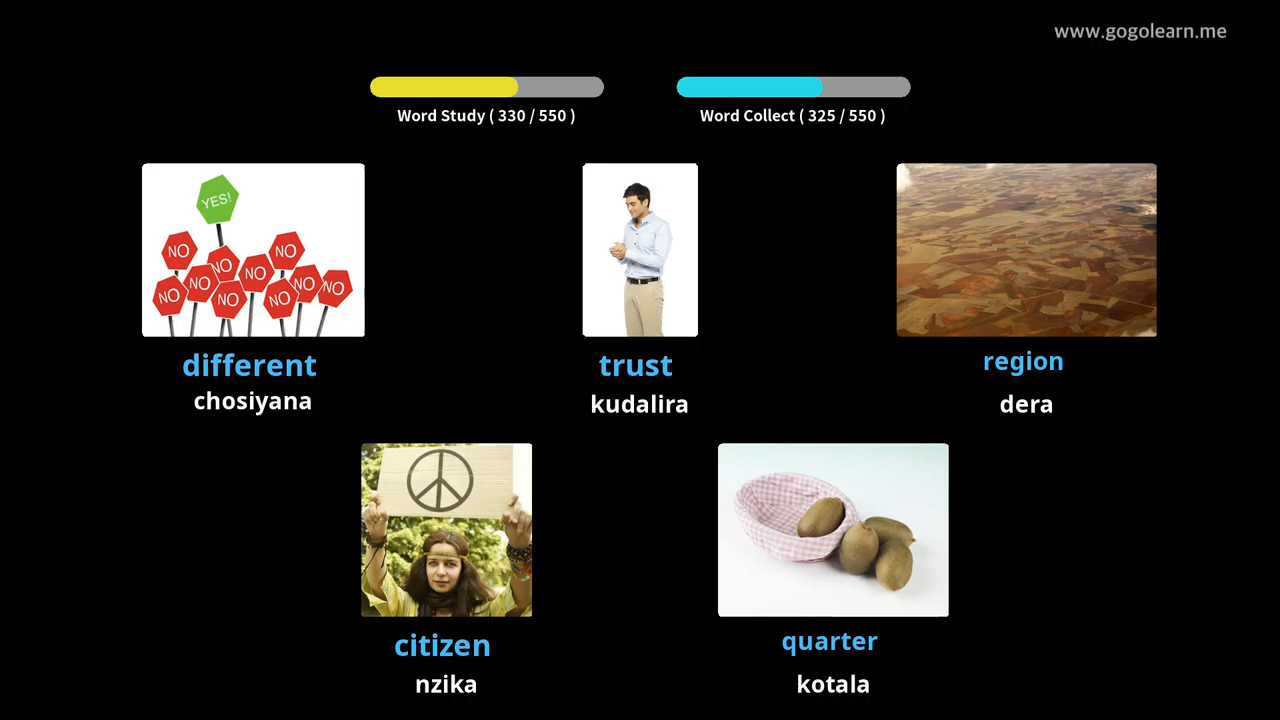 www.gogolearn.me
Word Study ( 330 / 550 )
Word Collect ( 325 / 550 )
YES!
NO
NO
NO
NO
NO
NO
NO
NO
NO
NO
different
chosiyana
trust
kudalira
region
dera
citizen
nzika
quarter
kotala